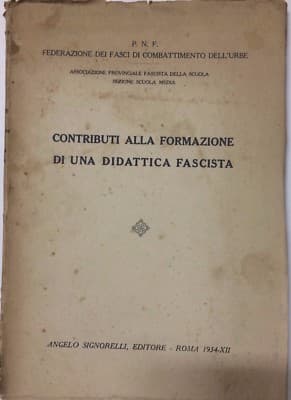 P. N. F.
FEDERAZIONE DEI FASCI DI COMBATTIMENTO DELL'URBE
ASSOCIAZIONE PROVINCIALE FASCISTA DELLA SCUOLA
SEZIONE SCUOLA MEDIA
CONTRIBUTI ALLA FORMAZIONE
DI UNA DIDATTICA FASCISTA
ANGELO SIGNORELLI, EDITORE - ROMA 1934-XII